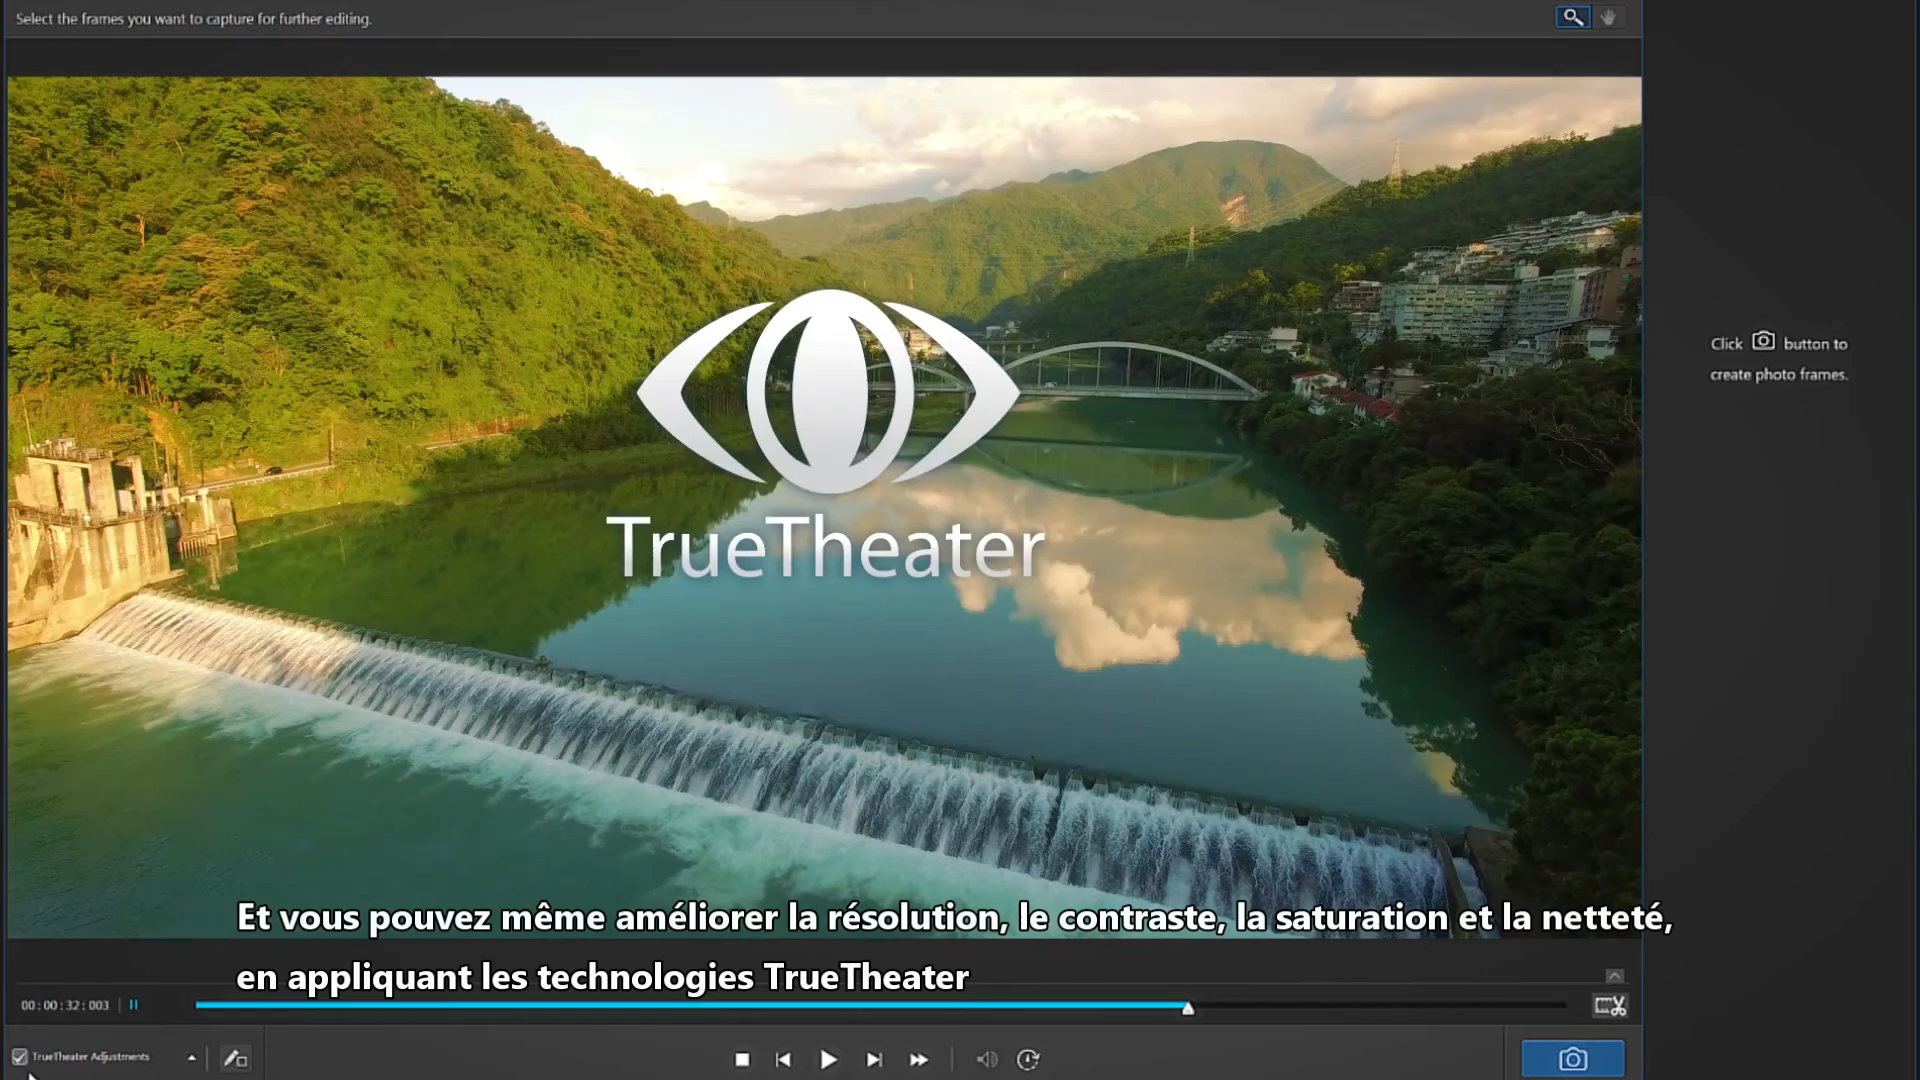 Select the frames you want to capture for further editing.
Click button to
create photo frames.
TrueTheater
Et vous pouvez même améliorer la résolution, le contraste, la saturation et la netteté,
en appliquant les technologies TrueTheater
00:00:32:003
TrueTheater Adjustments